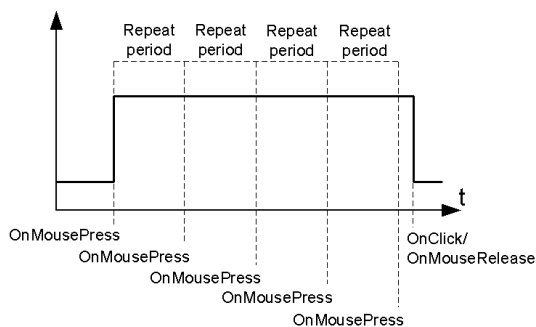 Repeat period
Repeat period
Repeat period
Repeat period
t
OnMousePress
OnMousePress
OnMousePress
OnMousePress
OnMousePress
OnClick/
OnMouseRelease